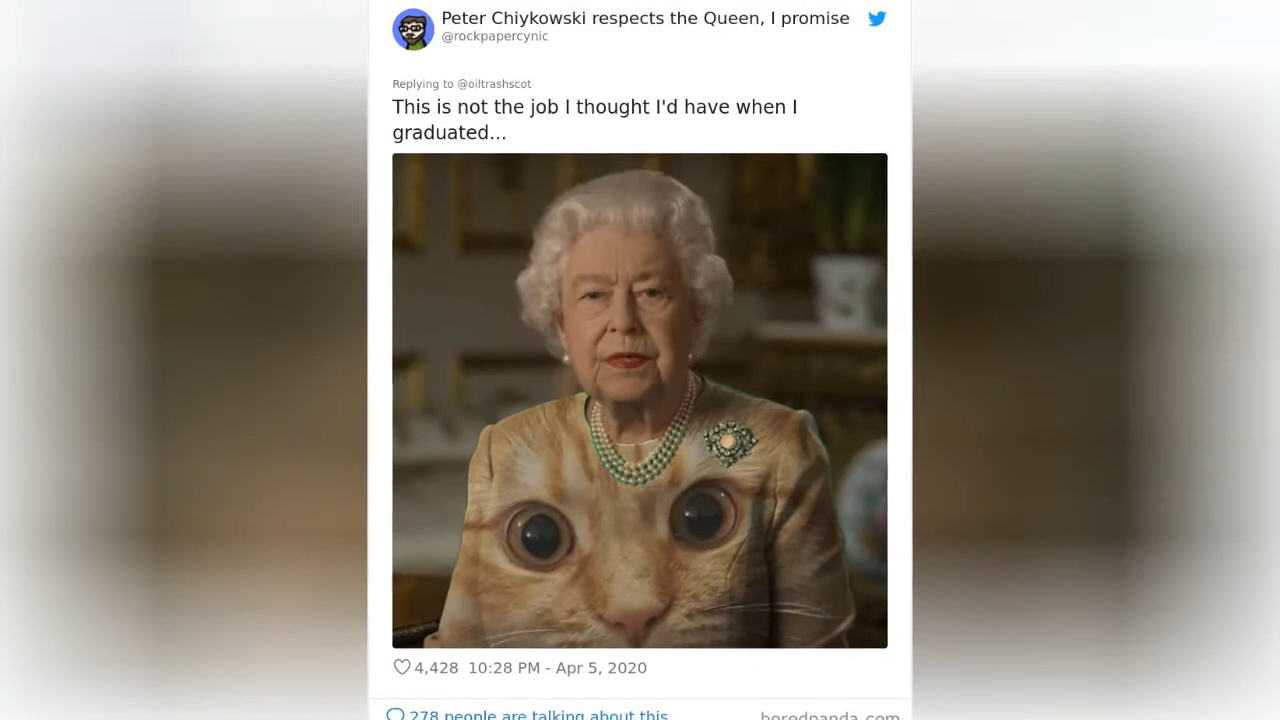 Peter Chiykowski respects the Queen, I promise
@rockpapercynic
Replying to @oiltrashscot
This is not the job I thought I'd have when I
graduated...
4,428 10:28 PM - Apr 5, 2020
278 people are talking about this
boredpanda.com